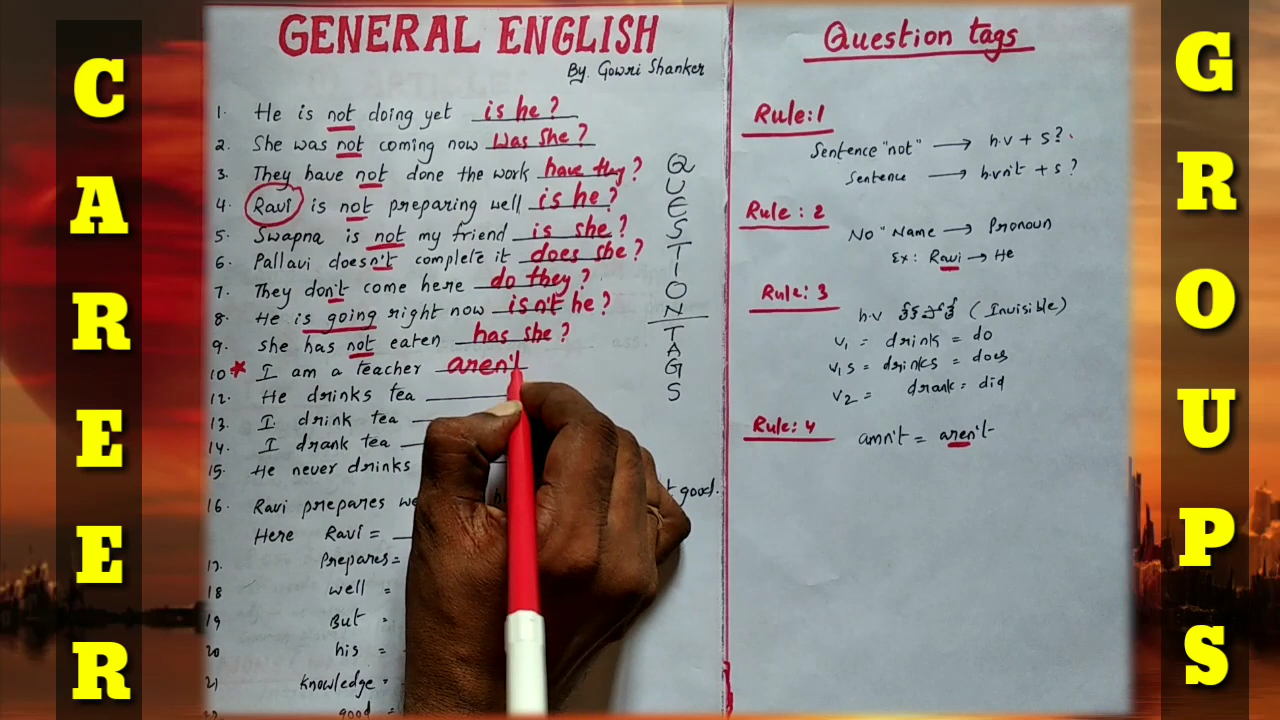 CAREER
GENERAL ENGLISH
By. Gowri Shanker
1. He is not doing yet is he?
2. She was not coming now was she?
3. They have not done the work have they?
4. Ravi is not preparing well is he?
5. Swapna is not my friend is she?
6. Pallavi doesn't complete it does she?
7. They don't come here do they?
8. He is going right now isn't he?
9. she has not eaten has she?
10 * I am a teacher aren't
12. He drinks tea
13. I drink tea
14. I drank tea
15. He never drinks
16. Ravi prepares
t good.
Here Ravi =
17. Prepares=
18 well =
19 But =
20 his =
21 knowledge =
good
QUESTION TAGS
Question tags
Rule:1
Sentence "not" → h.v + s?
Sentence → h.vn't + s?
Rule: 2
No" Name → Pronoun
Ex: Ravi → He
Rule: 3
h.v (Invisible)
V1 = drink = do
V1 s = drinks = does
V2 = drank = did
Rule: 4
amn't = aren't
GROUPS